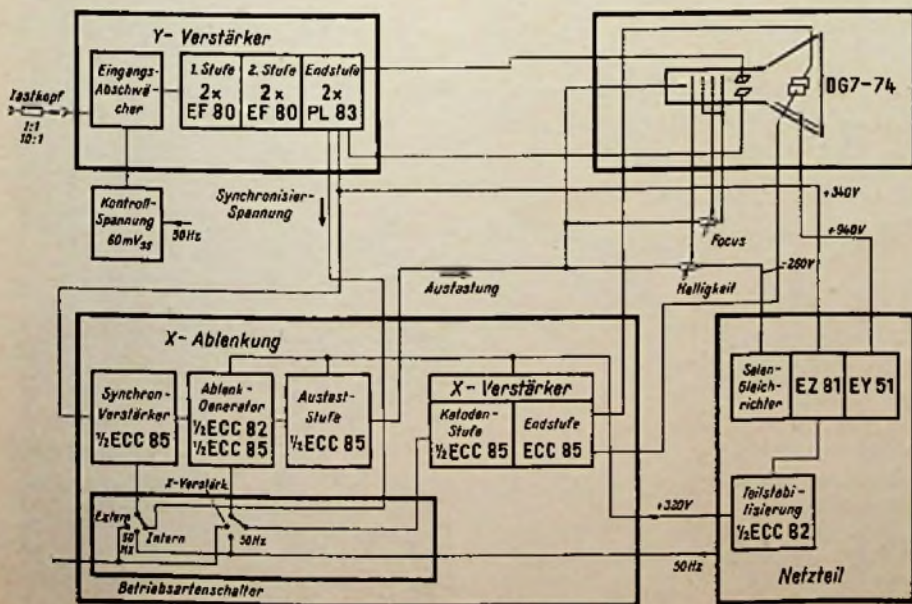 Y- Verstärker
Eingangs-
Abschwä-
cher
1. Stufe
2x
EF 80
2. Stufe
2x
EF 80
Endstufe
2x
PL 83
Tastkopf
1:1
10:1
DG7-74
Kontroll-
Spannung
60mVss
50Hz
Synchronisier-
Spannung
+340V
+940V
Focus
-260V
Austastung
Helligkeit
X- Ablenkung
Synchron-
Verstärker
½ECC 85
Ablenk-
Generator
½ECC 82
½ECC 85
Austast-
Stufe
½ECC 85
X- Verstärker
Katoden-
Stufe
½ECC 85
Endstufe
ECC 85
Selen-
Gleich-
richter
EZ 81
EY 51
X-Verstärk.
Extern
50
Hz
Intern
50Hz
+320V
Teilstabi-
lisierung
½ECC 82
50Hz
Betriebsartenschalter
Netzteil